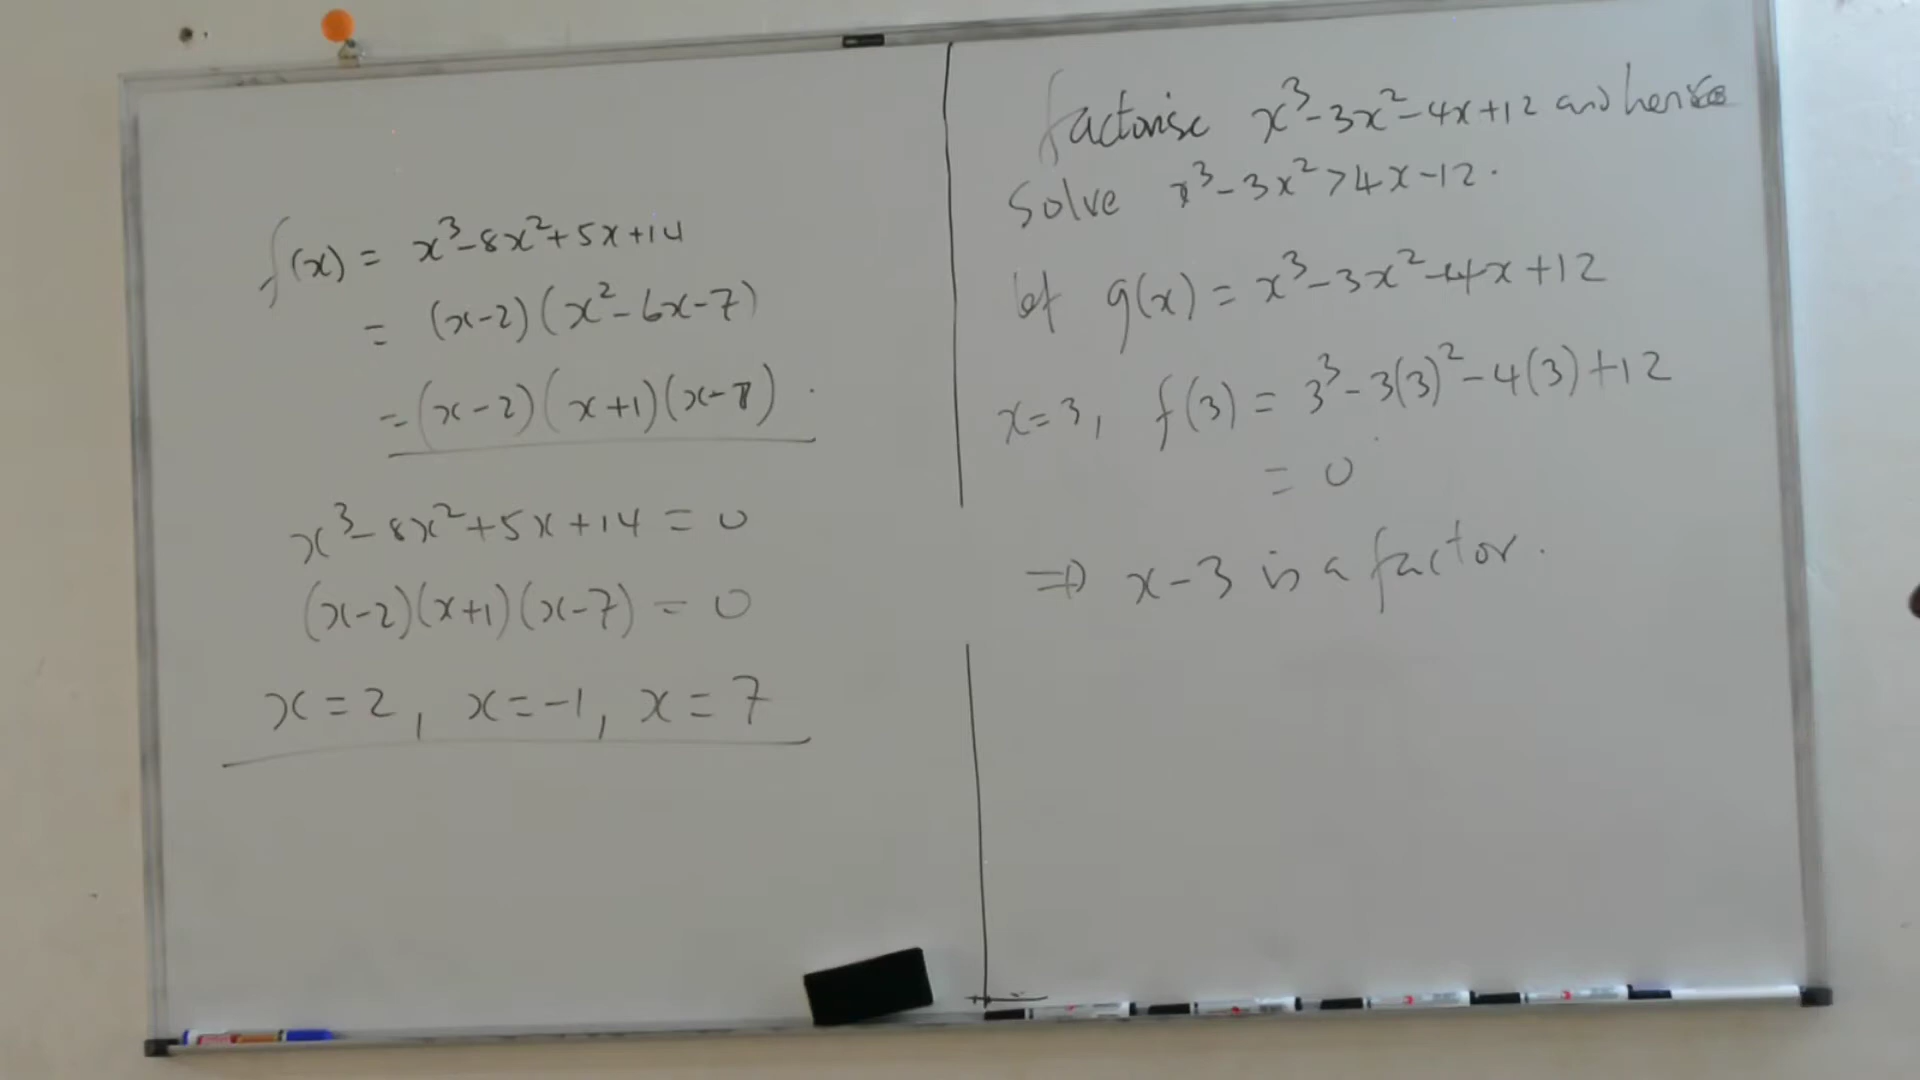 f(x) = x³-8x²+5x+14
= (x-2)(x²-6x-7)
= (x-2)(x+1)(x-7).
x³-8x²+5x+14 = 0
(x-2)(x+1)(x-7) = 0
x = 2, x = -1, x = 7
factorise x³-3x²-4x+12 and hence
Solve x³-3x²>4x-12.
let g(x) = x³-3x²-4x+12
x=3, f(3) = 3³-3(3)²-4(3)+12
= 0
⇒ x-3 is a factor.